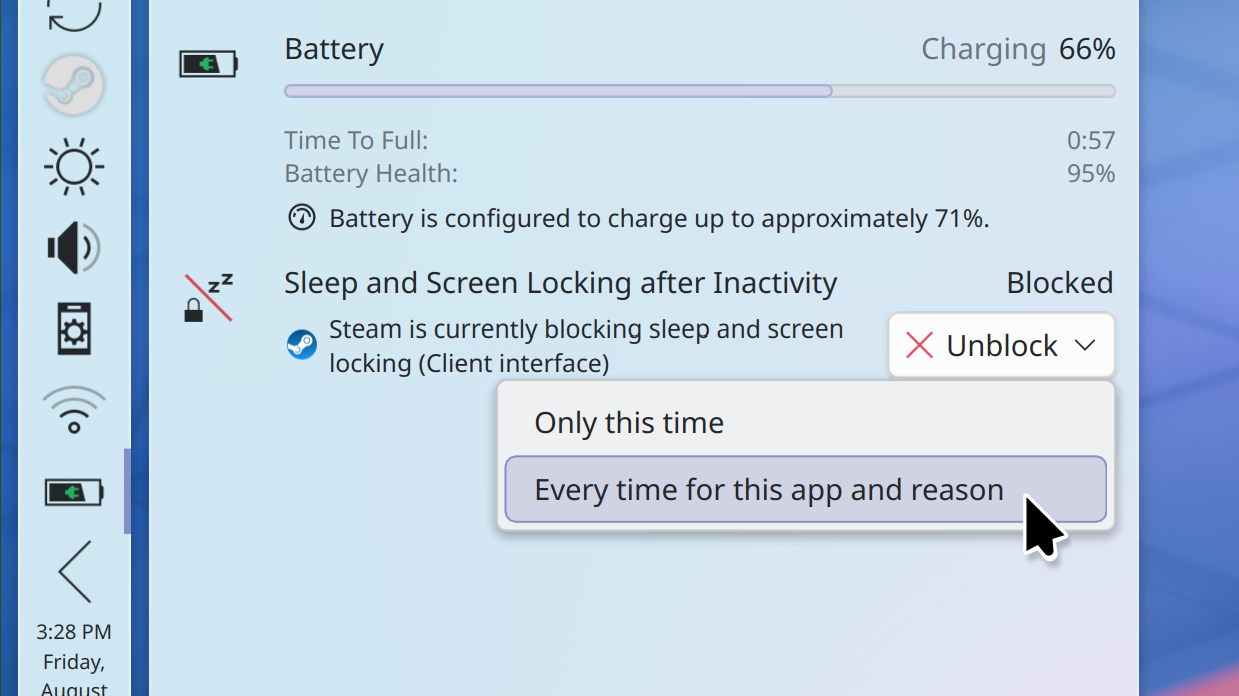 Battery
Charging 66%
Time To Full:
0:57
Battery Health:
95%
Battery is configured to charge up to approximately 71%.
Sleep and Screen Locking after Inactivity
Blocked
zz
Steam is currently blocking sleep and screen
locking (Client interface)
Unblock
Only this time
Every time for this app and reason
3:28 PM
Friday,
August